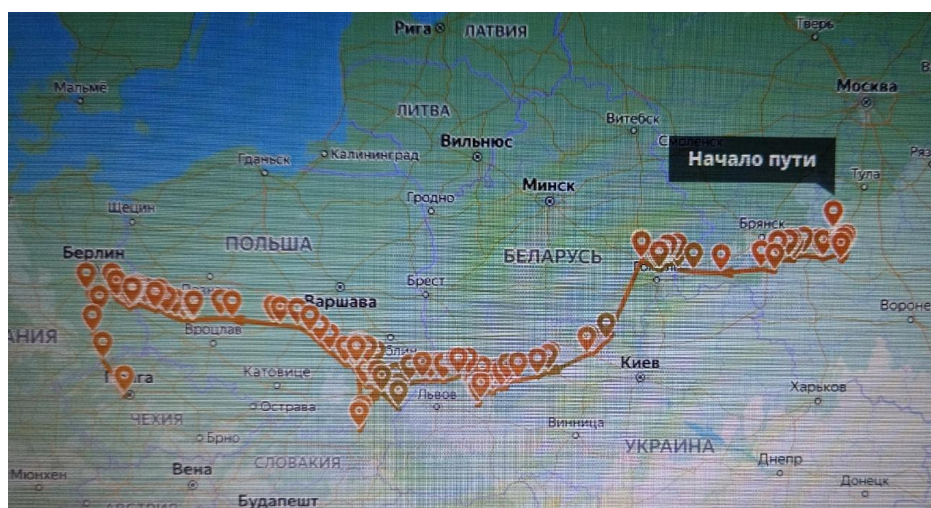 Рига
ЛАТВИЯ
Тверь
Мальмё
Москва
ЛИТВА
Витебск
Вильнюс
Смоленск
Гданьск
Калининград
Начало пути
Тула
Минск
Гродно
Щецин
Брянск
ПОЛЬША
Берлин
БЕЛАРУСЬ
Брест
Варшава
Вроцлав
Киев
Катовице
Харьков
Львов
Острава
ЧЕХИЯ
Винница
Брно
УКРАИНА
Вена
СЛОВАКИЯ
Днепр
Мюнхен
Донецк
Будапешт